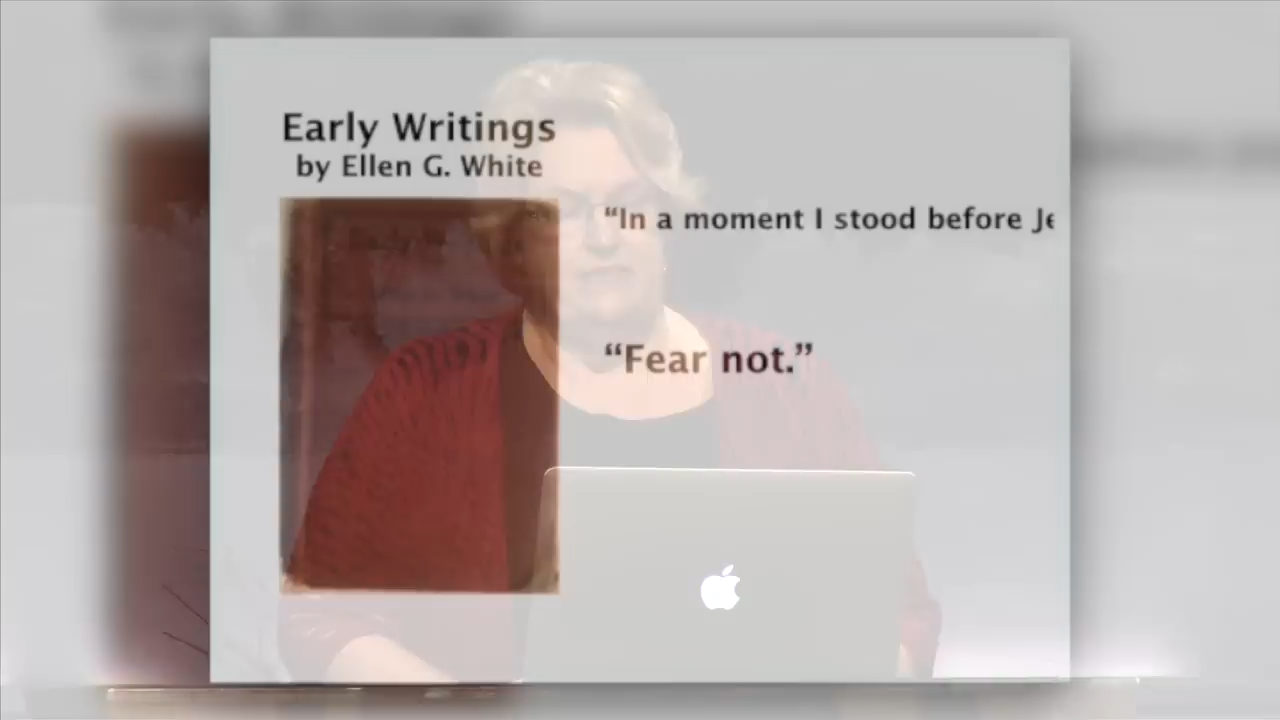 Early Writings
by Ellen G. White
“In a moment I stood before Je
“Fear not.”